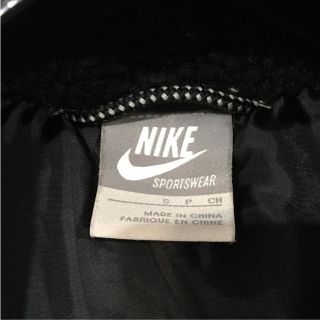 NIKE
SPORTSWEAR
S P CH
MADE IN CHINA
FABRIQUE EN CHINE